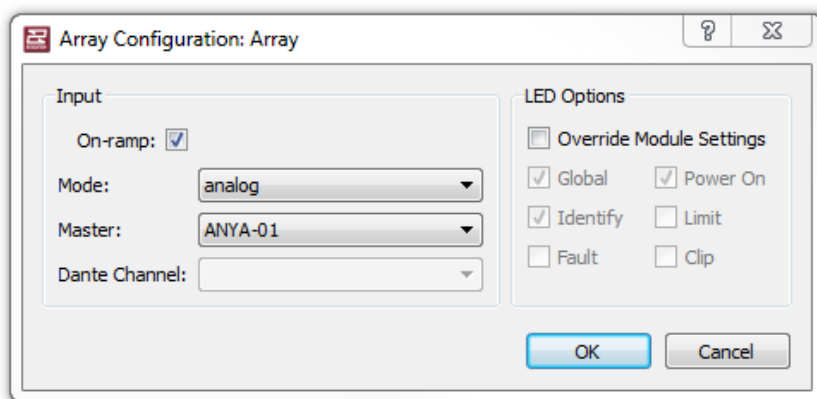 Array Configuration: Array
Input
On-ramp:
Mode: analog
Master: ANYA-01
Dante Channel:
LED Options
Override Module Settings
Global Power On
Identify Limit
Fault Clip
OK Cancel